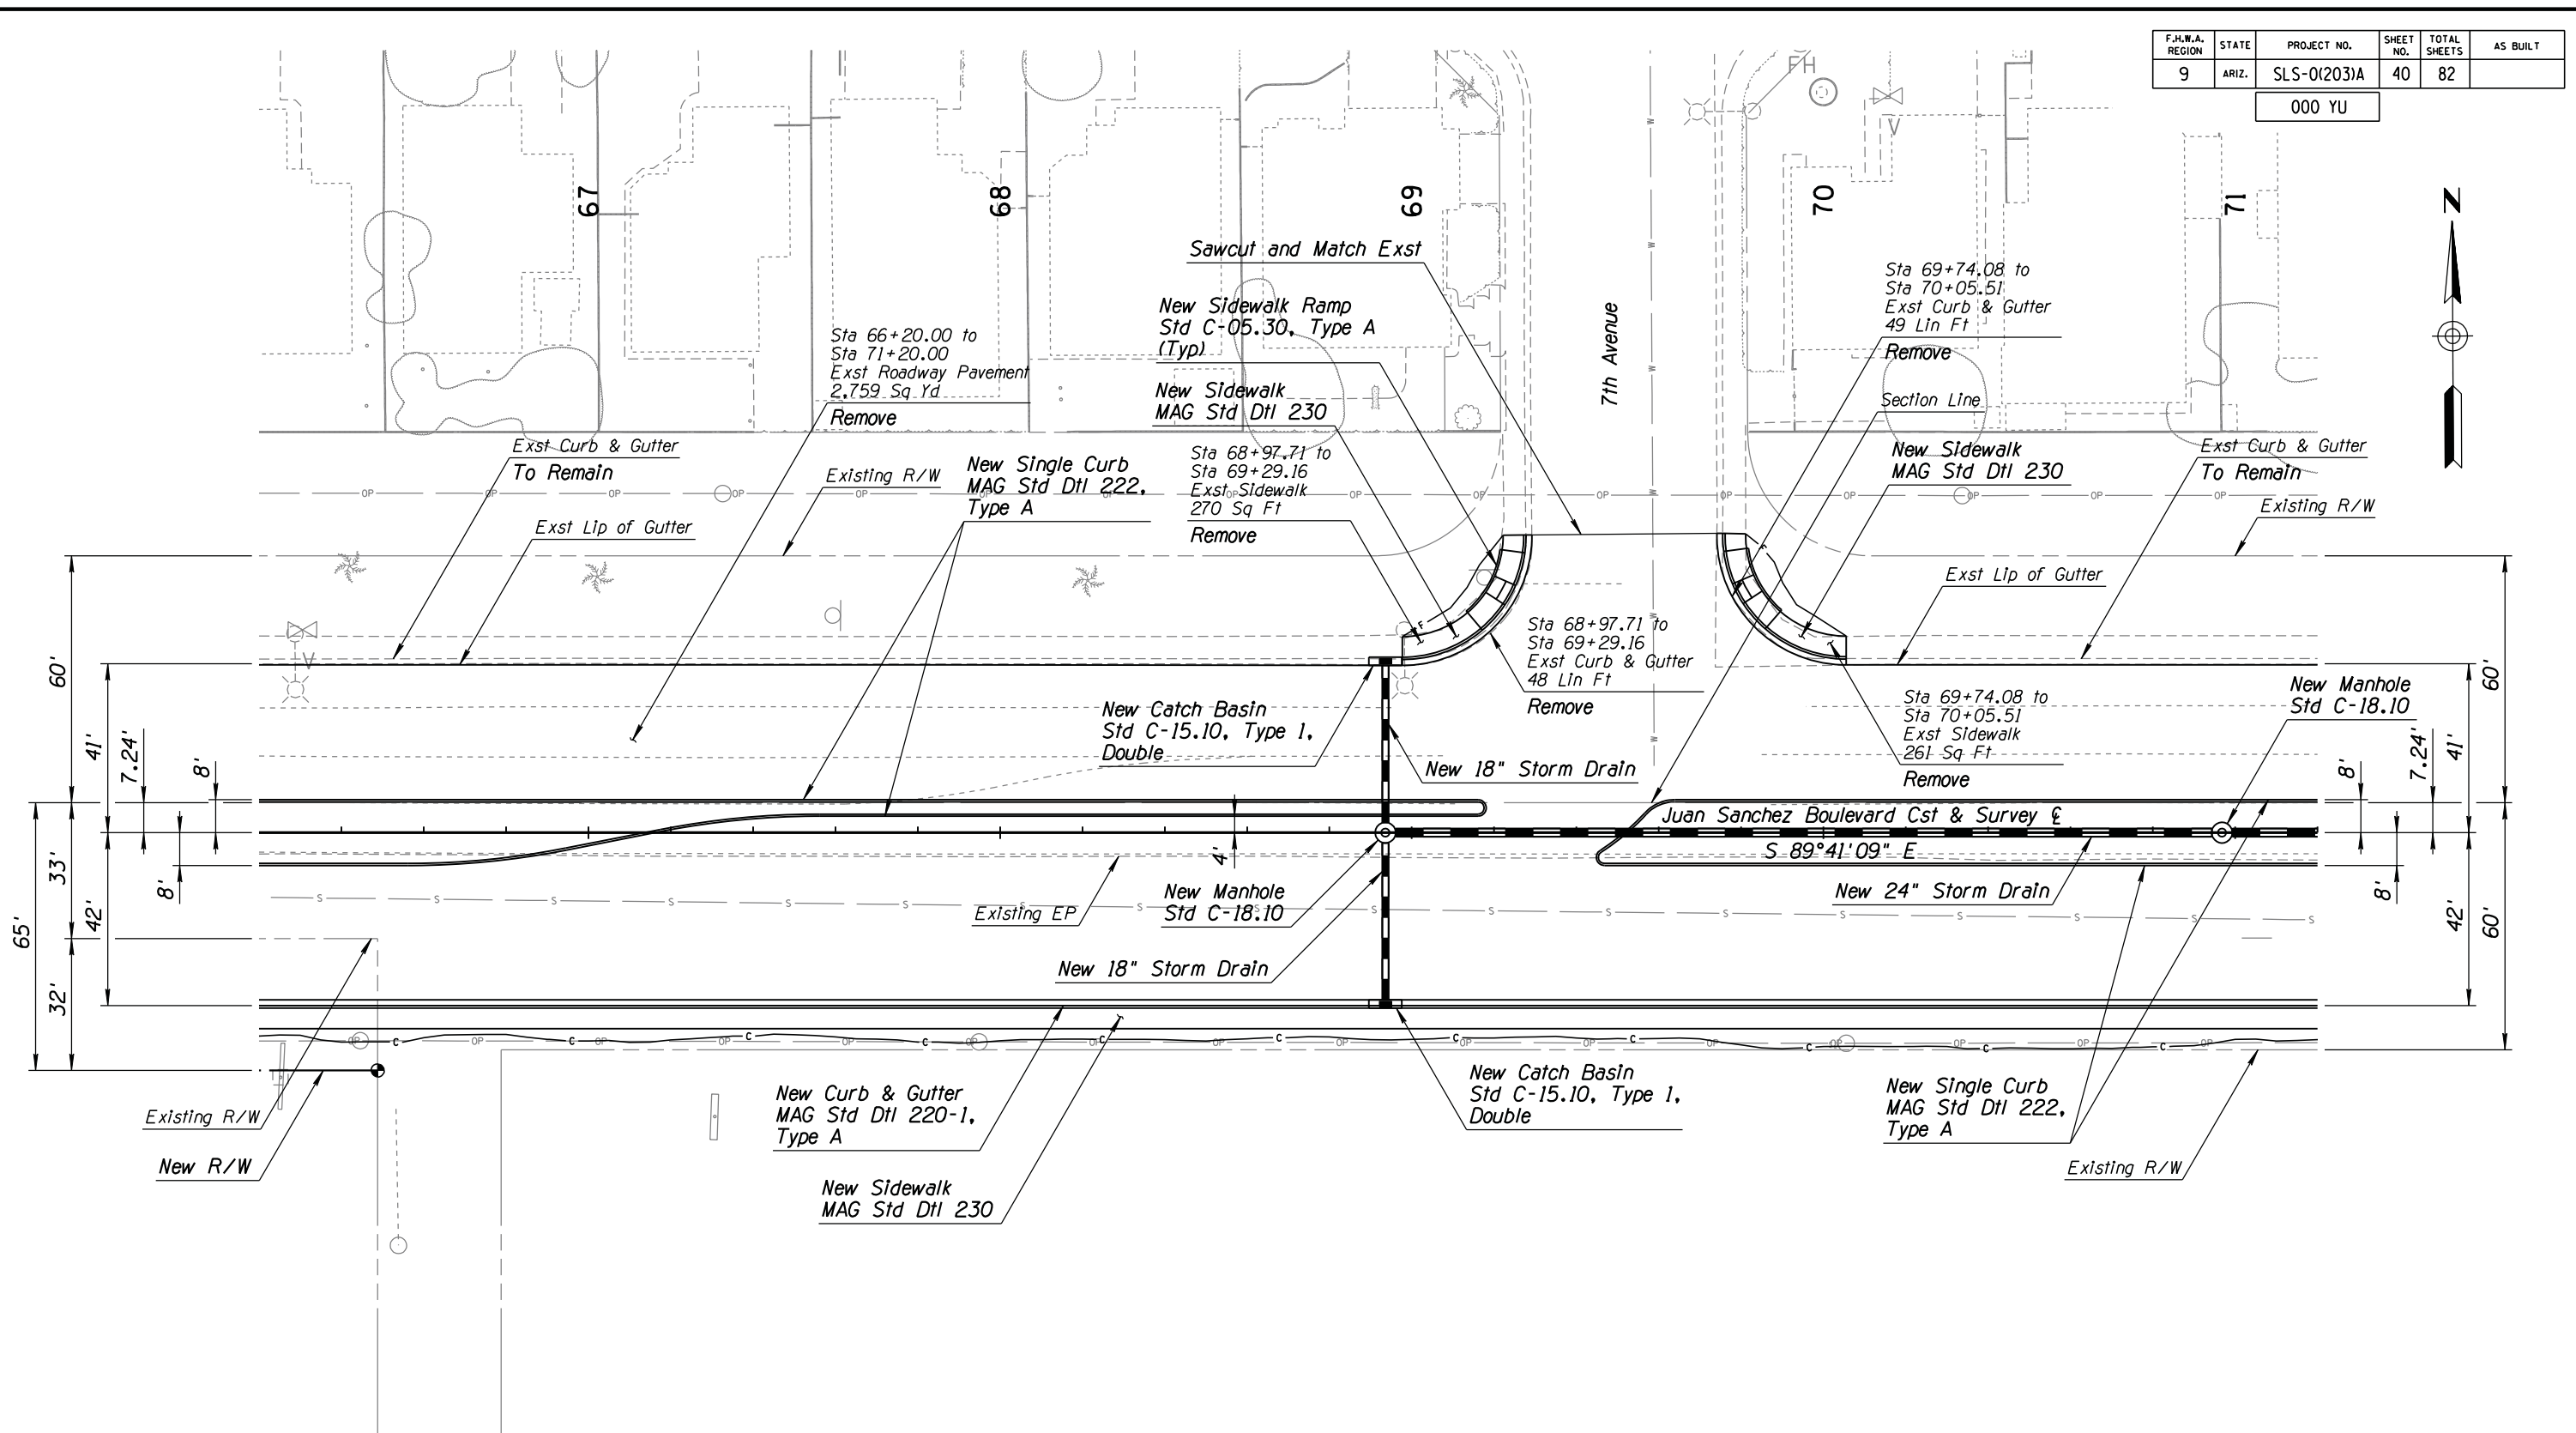 F.H.W.A. REGION
STATE
PROJECT NO.
SHEET NO.
TOTAL SHEETS
AS BUILT
9
ARIZ.
SLS-0(203)A
40
82
000 YU
FH
V
67
68
69
70
71
N
Sawcut and Match Exst
New Sidewalk Ramp
Std C-05.30, Type A
(Typ)
New Sidewalk
MAG Std Dtl 230
Sta 66+20.00 to
Sta 71+20.00
Exst Roadway Pavement
2,759 Sq Yd
Remove
7th Avenue
Sta 69+74.08 to
Sta 70+05.51
Exst Curb & Gutter
49 Lin Ft
Remove
Section Line
New Sidewalk
MAG Std Dtl 230
Exst Curb & Gutter
To Remain
Existing R/W
Exst Curb & Gutter
To Remain
Exst Lip of Gutter
Existing R/W
New Single Curb
MAG Std Dtl 222,
Type A
Sta 68+97.71 to
Sta 69+29.16
Exst Sidewalk
270 Sq Ft
Remove
Exst Lip of Gutter
Sta 68+97.71 to
Sta 69+29.16
Exst Curb & Gutter
48 Lin Ft
Remove
Sta 69+74.08 to
Sta 70+05.51
Exst Sidewalk
261 Sq Ft
Remove
New Manhole
Std C-18.10
New Catch Basin
Std C-15.10, Type 1,
Double
New 18" Storm Drain
Juan Sanchez Boulevard Cst & Survey ℄
S 89°41'09" E
New 24" Storm Drain
New Manhole
Std C-18.10
Existing EP
New 18" Storm Drain
60'
41'
7.24'
8'
8'
33'
42'
65'
32'
4'
8'
7.24'
41'
60'
8'
42'
60'
V
New Curb & Gutter
MAG Std Dtl 220-1,
Type A
New Sidewalk
MAG Std Dtl 230
New Catch Basin
Std C-15.10, Type 1,
Double
New Single Curb
MAG Std Dtl 222,
Type A
Existing R/W
Existing R/W
New R/W